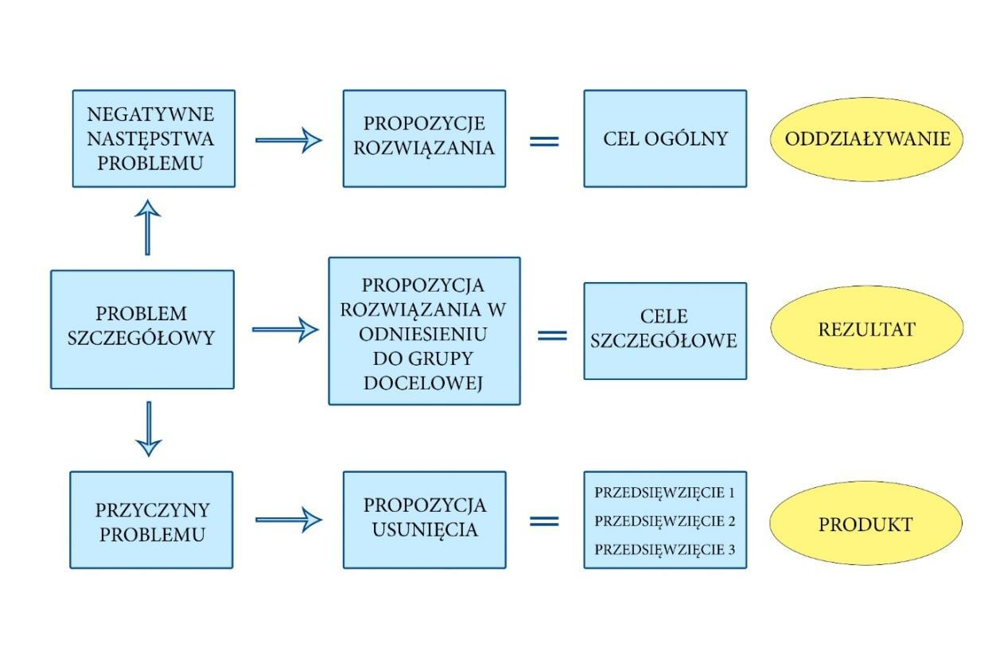 NEGATYWNE
NASTĘPSTWA
PROBLEMU
PROPOZYCJE
ROZWIĄZANIA
CEL OGÓLNY
ODDZIAŁYWANIE
PROBLEM
SZCZEGÓŁOWY
PROPOZYCJA
ROZWIĄZANIA W
ODNIESIENIU
DO GRUPY
DOCELOWEJ
CELE
SZCZEGÓŁOWE
REZULTAT
PRZYCZYNY
PROBLEMU
PROPOZYCJA
USUNIĘCIA
PRZEDSIĘWZIĘCIE 1
PRZEDSIĘWZIĘCIE 2
PRZEDSIĘWZIĘCIE 3
PRODUKT